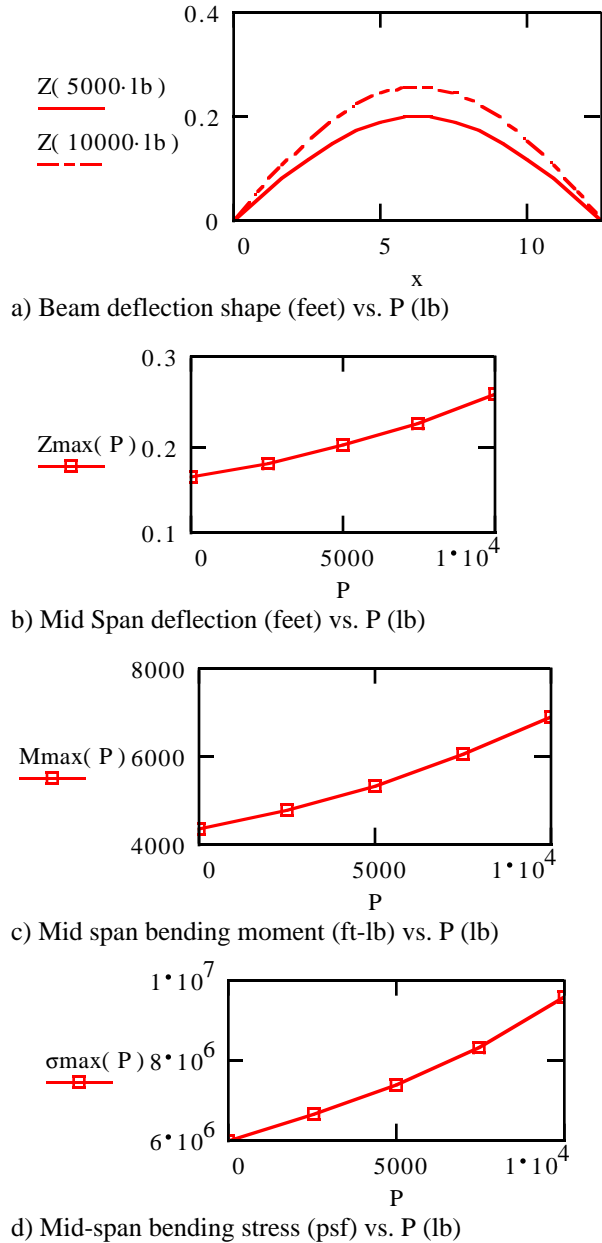 0.4
Z( 5000·lb )
0.2
Z( 10000·lb )
0
0 5 10
x
a) Beam deflection shape (feet) vs. P (lb)
0.3
Zmax( P )
0.2
0.1
0 5000 1•10^4
P
b) Mid Span deflection (feet) vs. P (lb)
8000
Mmax( P )
6000
4000
0 5000 1•10^4
P
c) Mid span bending moment (ft-lb) vs. P (lb)
1•10^7
σmax( P )
8•10^6
6•10^6
0 5000 1•10^4
P
d) Mid-span bending stress (psf) vs. P (lb)